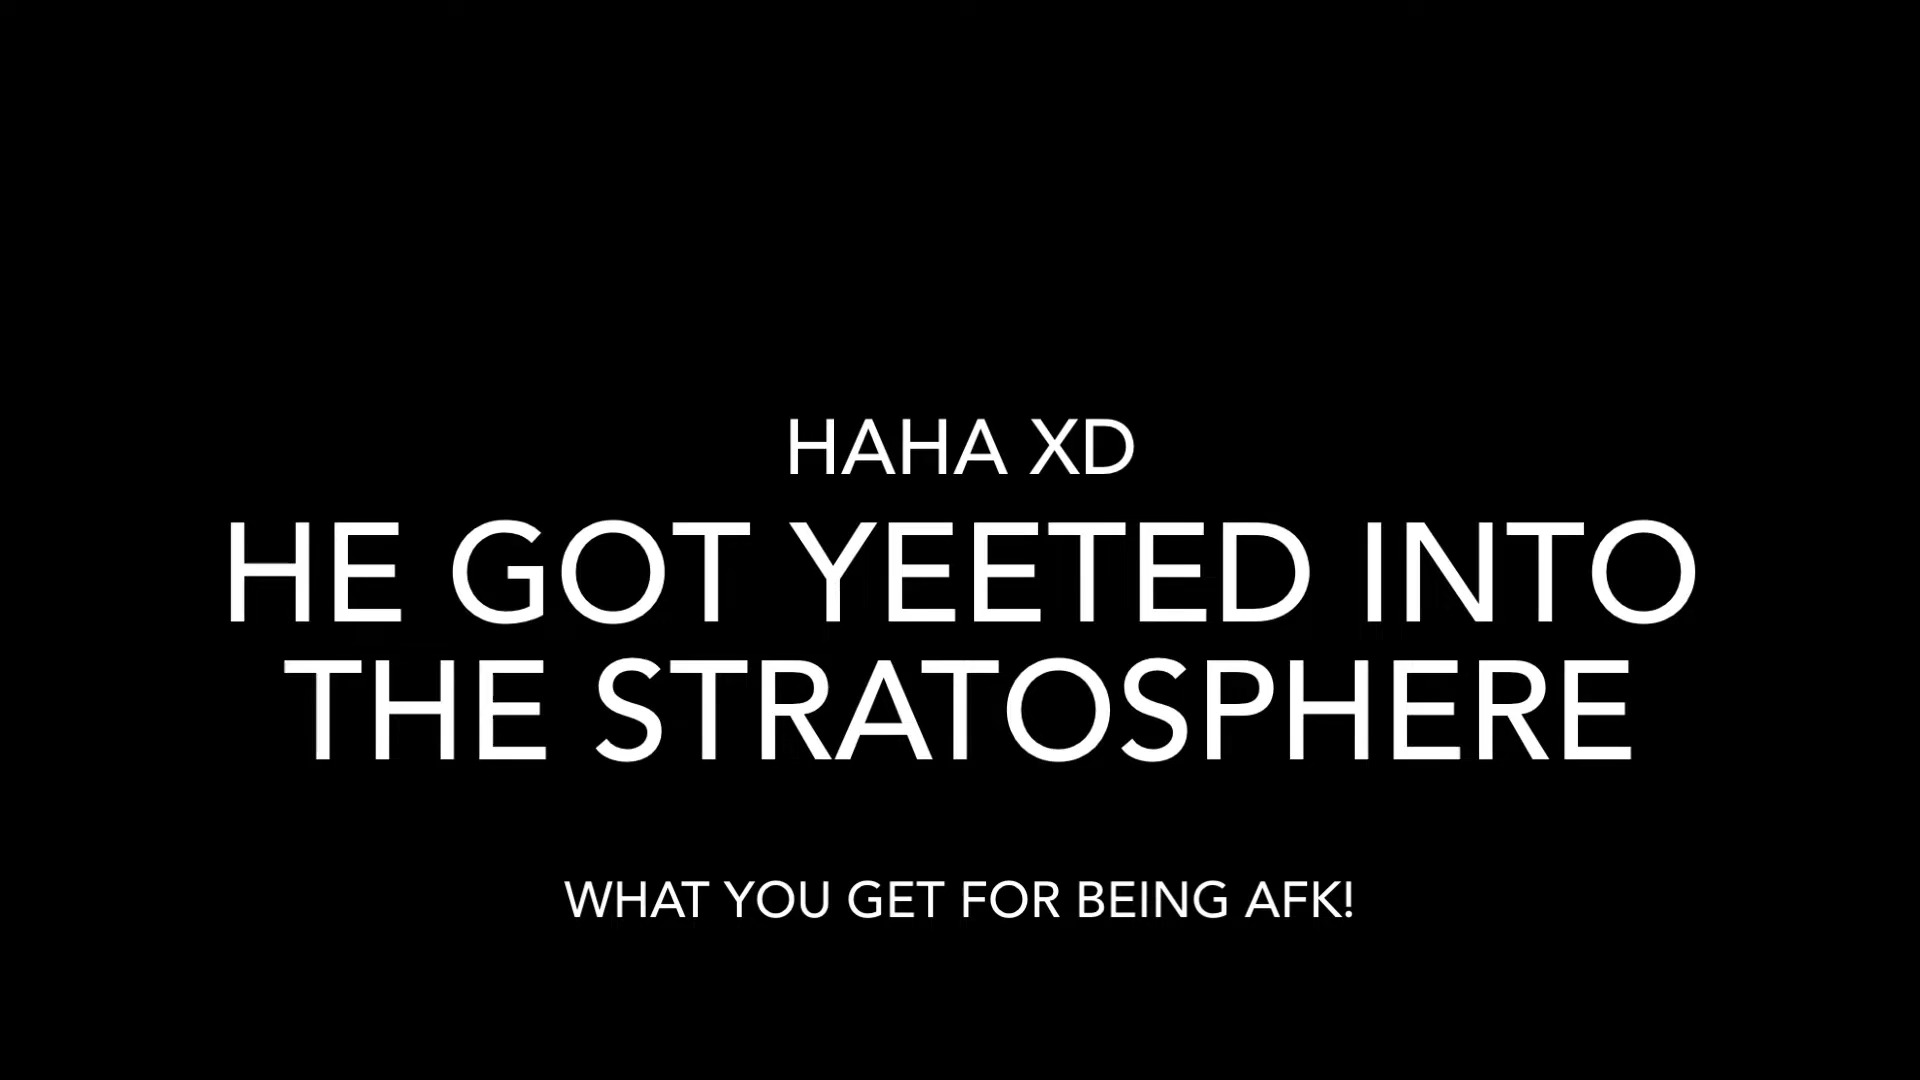 HAHA XD
HE GOT YEETED INTO
THE STRATOSPHERE
WHAT YOU GET FOR BEING AFK!